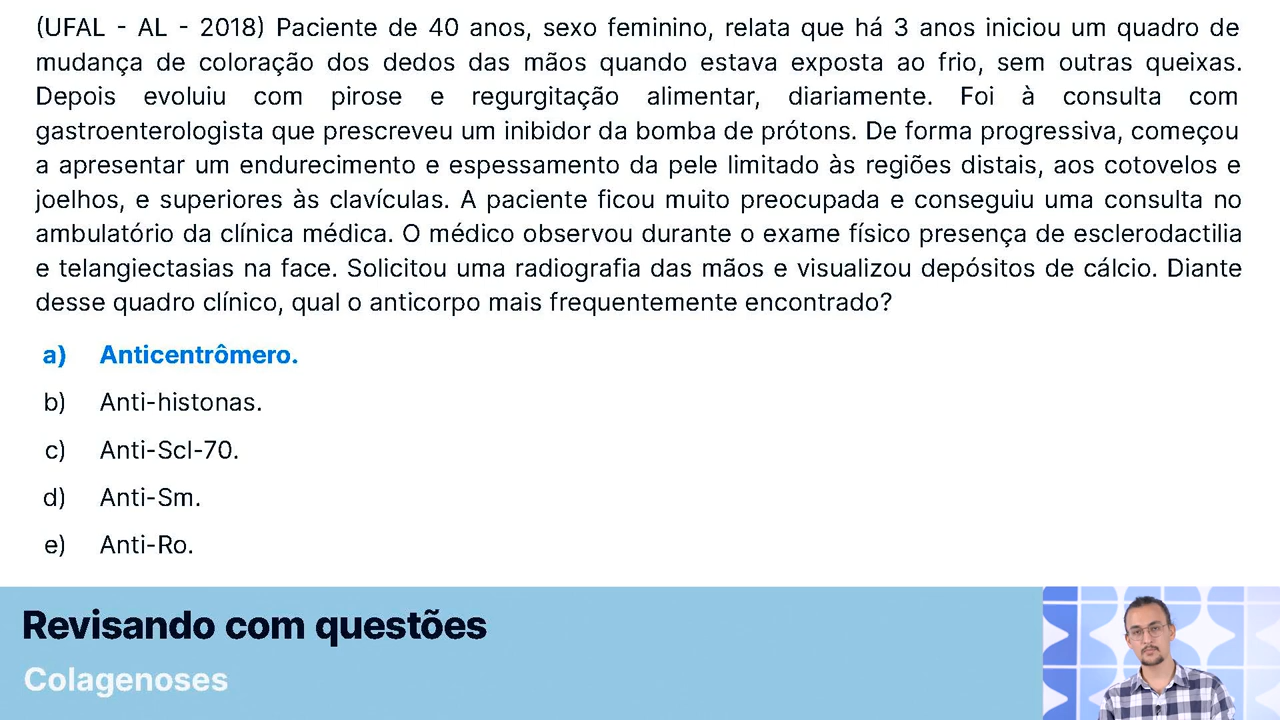 (UFAL - AL - 2018) Paciente de 40 anos, sexo feminino, relata que há 3 anos iniciou um quadro de
mudança de coloração dos dedos das mãos quando estava exposta ao frio, sem outras queixas.
Depois evoluiu com pirose e regurgitação alimentar, diariamente. Foi à consulta com
gastroenterologista que prescreveu um inibidor da bomba de prótons. De forma progressiva, começou
a apresentar um endurecimento e espessamento da pele limitado às regiões distais, aos cotovelos e
joelhos, e superiores às clavículas. A paciente ficou muito preocupada e conseguiu uma consulta no
ambulatório da clínica médica. O médico observou durante o exame físico presença de esclerodactilia
e telangiectasias na face. Solicitou uma radiografia das mãos e visualizou depósitos de cálcio. Diante
desse quadro clínico, qual o anticorpo mais frequentemente encontrado?
a) Anticentrômero.
b) Anti-histonas.
c) Anti-Scl-70.
d) Anti-Sm.
e) Anti-Ro.
Revisando com questões
Colagenoses